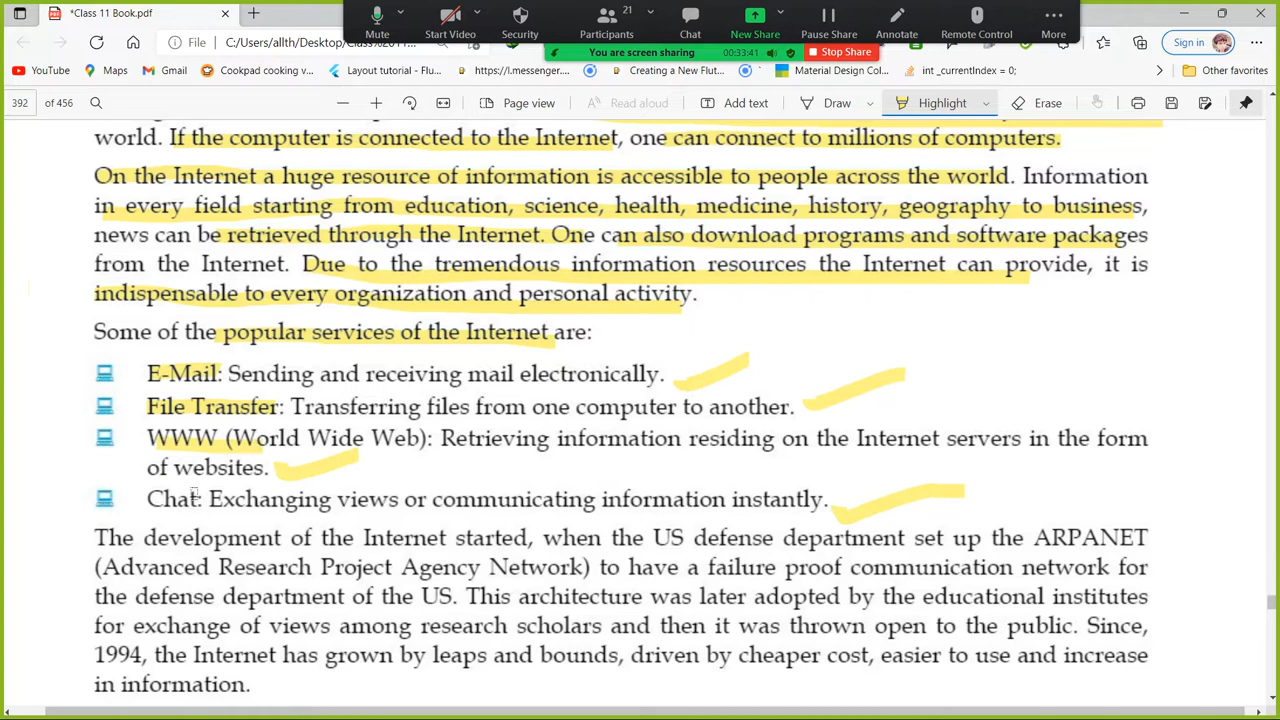 *Class 11 Book.pdf
Mute Start Video Security Participants 21 Chat New Share Pause Share Annotate Remote Control More
You are screen sharing 00:33:41 Stop Share
File C:/Users/allth/Desktop/Class%20 Sign in
YouTube Maps Gmail Cookpad cooking v... Layout tutorial - Flu... https://l.messenger... Creating a New Flut... Material Design Col... int _currentIndex = 0; Other favorites
392 of 456 Page view Read aloud Add text Draw Highlight Erase
world. If the computer is connected to the Internet, one can connect to millions of computers.
On the Internet a huge resource of information is accessible to people across the world. Information
in every field starting from education, science, health, medicine, history, geography to business,
news can be retrieved through the Internet. One can also download programs and software packages
from the Internet. Due to the tremendous information resources the Internet can provide, it is
indispensable to every organization and personal activity.
Some of the popular services of the Internet are:
E-Mail: Sending and receiving mail electronically.
File Transfer: Transferring files from one computer to another.
WWW (World Wide Web): Retrieving information residing on the Internet servers in the form
of websites.
Chat: Exchanging views or communicating information instantly.
The development of the Internet started, when the US defense department set up the ARPANET
(Advanced Research Project Agency Network) to have a failure proof communication network for
the defense department of the US. This architecture was later adopted by the educational institutes
for exchange of views among research scholars and then it was thrown open to the public. Since,
1994, the Internet has grown by leaps and bounds, driven by cheaper cost, easier to use and increase
in information.